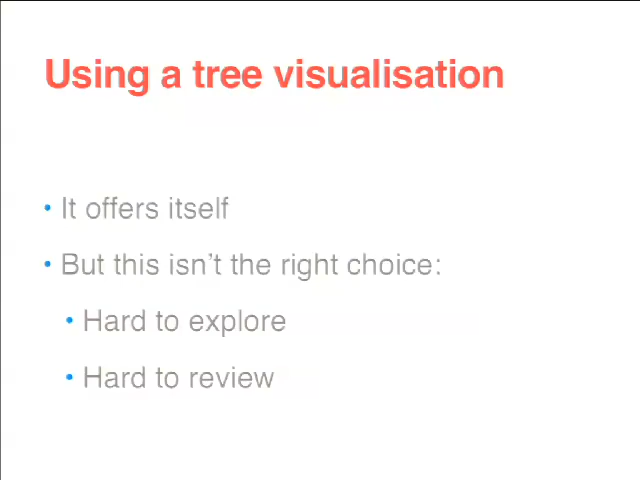 Using a tree visualisation
• It offers itself
• But this isn't the right choice:
• Hard to explore
• Hard to review